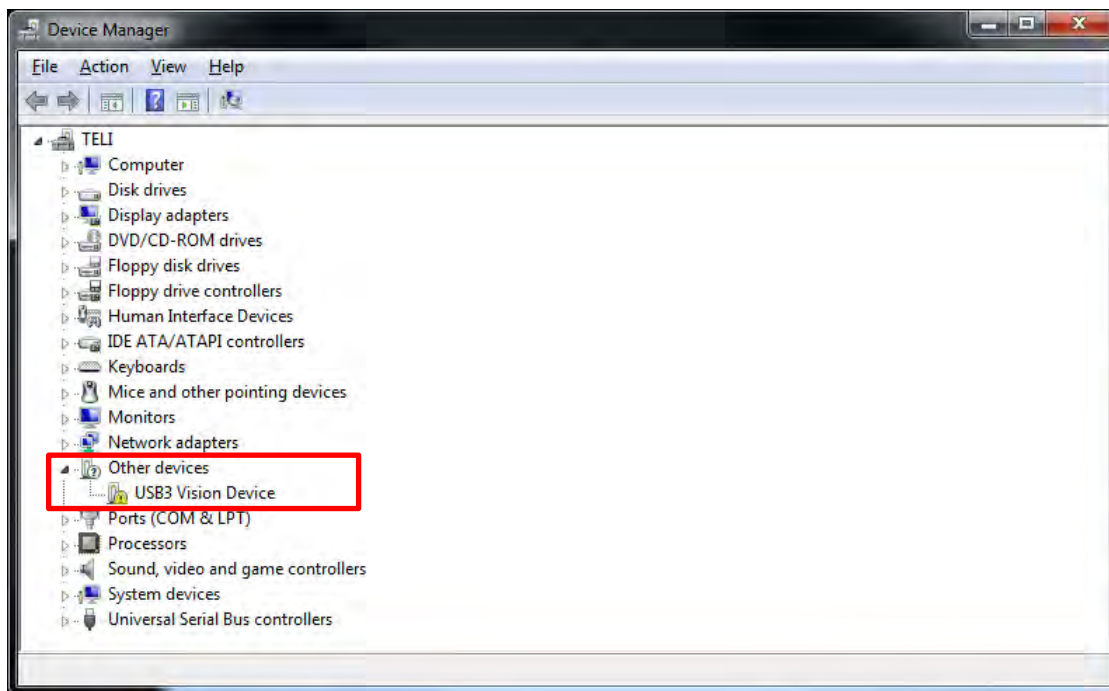 Device Manager
File Action View Help
TELI
Computer
Disk drives
Display adapters
DVD/CD-ROM drives
Floppy disk drives
Floppy drive controllers
Human Interface Devices
IDE ATA/ATAPI controllers
Keyboards
Mice and other pointing devices
Monitors
Network adapters
Other devices
USB3 Vision Device
Ports (COM & LPT)
Processors
Sound, video and game controllers
System devices
Universal Serial Bus controllers